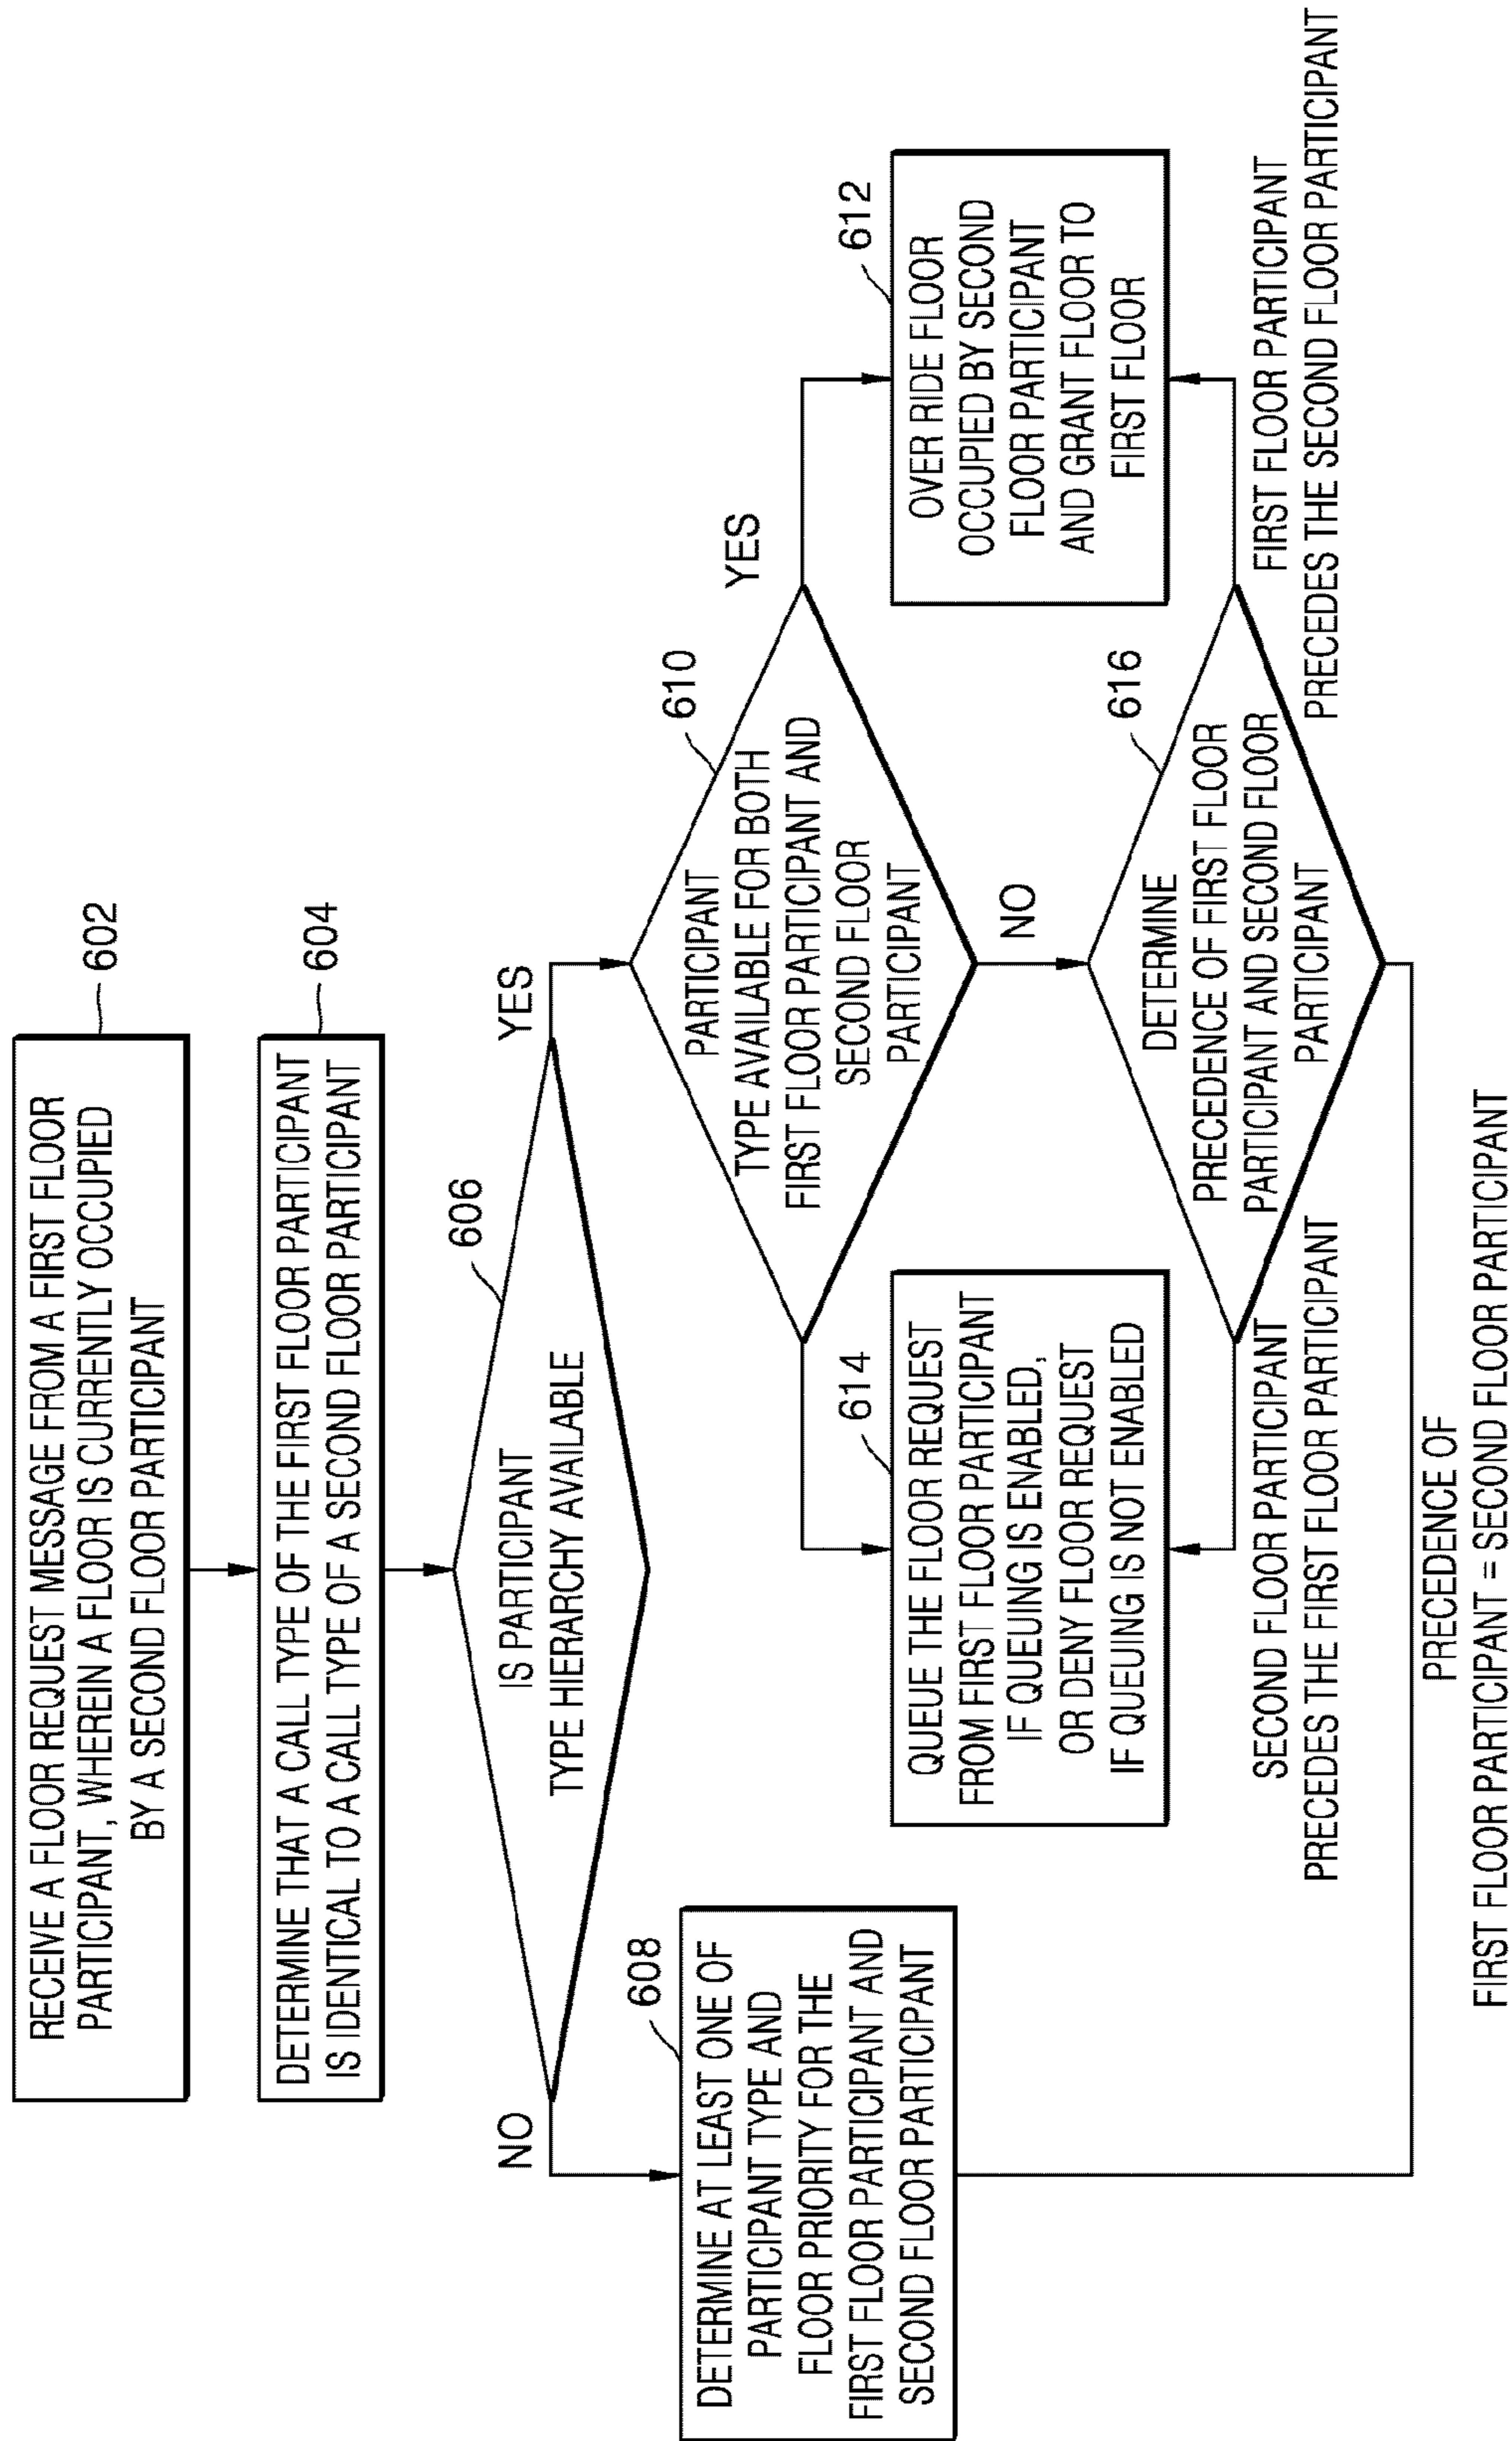 RECEIVE A FLOOR REQUEST MESSAGE FROM A FIRST FLOOR
PARTICIPANT, WHEREIN A FLOOR IS CURRENTLY OCCUPIED
BY A SECOND FLOOR PARTICIPANT
602
DETERMINE THAT A CALL TYPE OF THE FIRST FLOOR PARTICIPANT
IS IDENTICAL TO A CALL TYPE OF A SECOND FLOOR PARTICIPANT
604
606
IS PARTICIPANT
TYPE HIERARCHY AVAILABLE
NO
YES
608
DETERMINE AT LEAST ONE OF
PARTICIPANT TYPE AND
FLOOR PRIORITY FOR THE
FIRST FLOOR PARTICIPANT AND
SECOND FLOOR PARTICIPANT
610
PARTICIPANT
TYPE AVAILABLE FOR BOTH
FIRST FLOOR PARTICIPANT AND
SECOND FLOOR
PARTICIPANT
YES
NO
614
QUEUE THE FLOOR REQUEST
FROM FIRST FLOOR PARTICIPANT
IF QUEUING IS ENABLED,
OR DENY FLOOR REQUEST
IF QUEUING IS NOT ENABLED
612
OVER RIDE FLOOR
OCCUPIED BY SECOND
FLOOR PARTICIPANT
AND GRANT FLOOR TO
FIRST FLOOR
616
DETERMINE
PRECEDENCE OF FIRST FLOOR
PARTICIPANT AND SECOND FLOOR
PARTICIPANT
SECOND FLOOR PARTICIPANT
PRECEDES THE FIRST FLOOR PARTICIPANT
FIRST FLOOR PARTICIPANT
PRECEDES THE SECOND FLOOR PARTICIPANT
PRECEDENCE OF
FIRST FLOOR PARTICIPANT = SECOND FLOOR PARTICIPANT